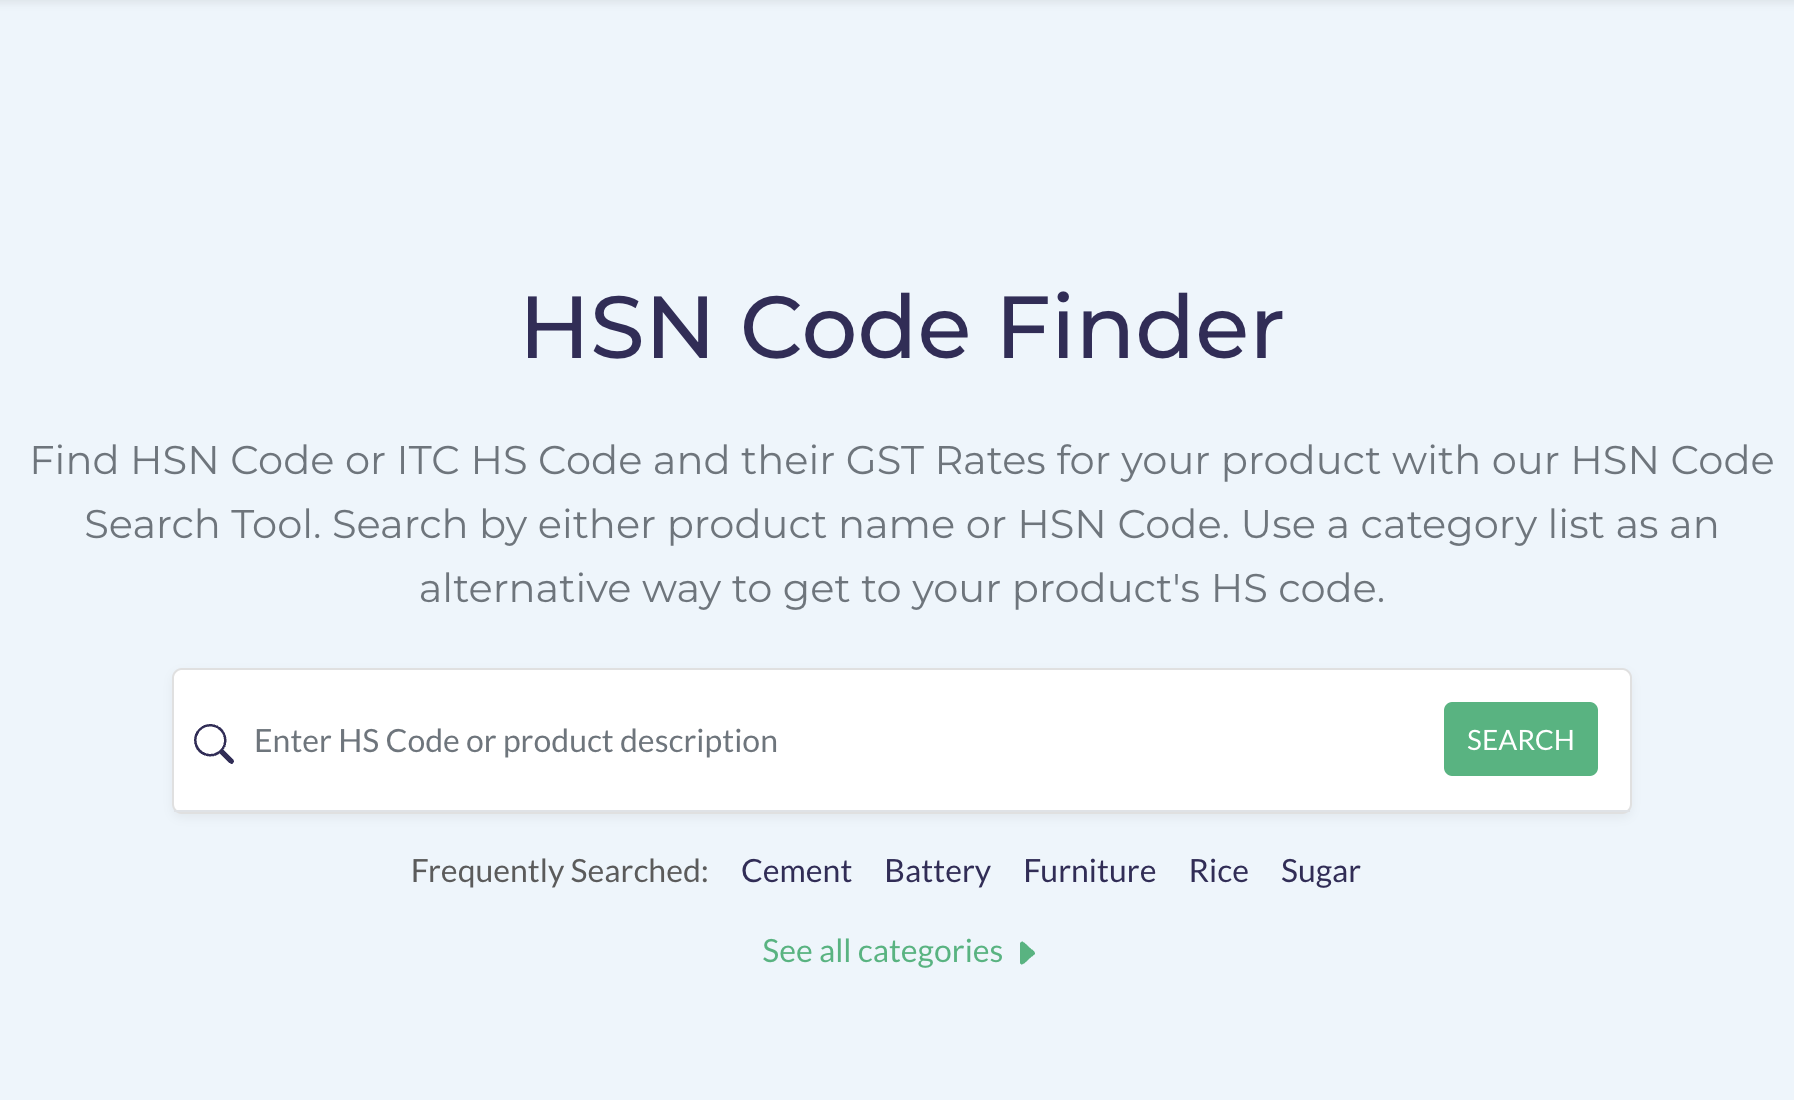 HSN Code Finder
Find HSN Code or ITC HS Code and their GST Rates for your product with our HSN Code
Search Tool. Search by either product name or HSN Code. Use a category list as an
alternative way to get to your product's HS code.
Enter HS Code or product description
SEARCH
Frequently Searched: Cement Battery Furniture Rice Sugar
See all categories